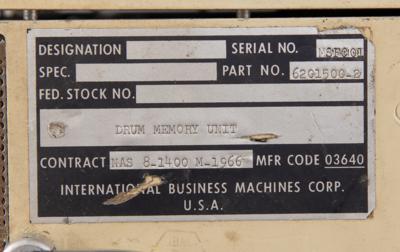 DESIGNATION SERIAL NO. MSF001
SPEC. PART NO. 6201500-2
FED. STOCK NO.
DRUM MEMORY UNIT
CONTRACT NAS 8-1400 M-1966 MFR CODE 03640
INTERNATIONAL BUSINESS MACHINES CORP.
U.S.A.